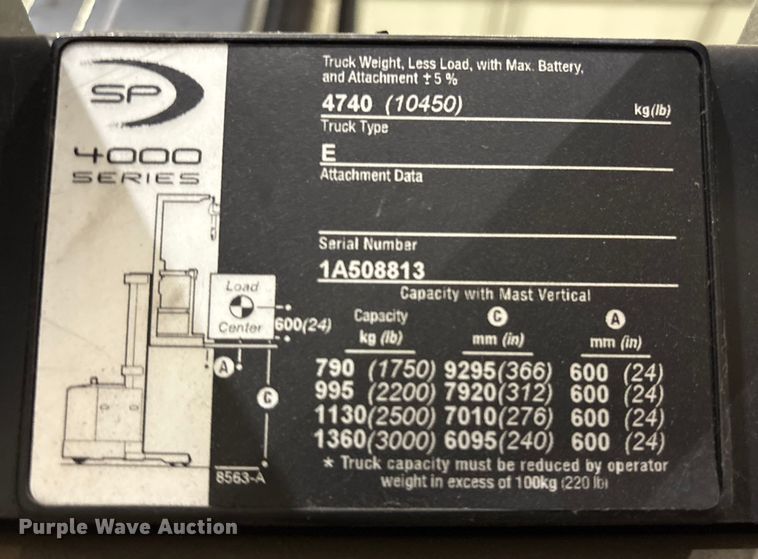 SP
4000
SERIES
Truck Weight, Less Load, with Max. Battery,
and Attachment ±5 %
4740 (10450) kg(lb)
Truck Type
E
Attachment Data
Serial Number
1A508813
Capacity with Mast Vertical
Capacity C A
kg (lb) mm (in) mm (in)
790 (1750) 9295(366) 600 (24)
995 (2200) 7920(312) 600 (24)
1130(2500) 7010(276) 600 (24)
1360(3000) 6095(240) 600 (24)
* Truck capacity must be reduced by operator
weight in excess of 100kg (220 lb)
Load
Center 600(24)
A
C
8563-A
Purple Wave Auction